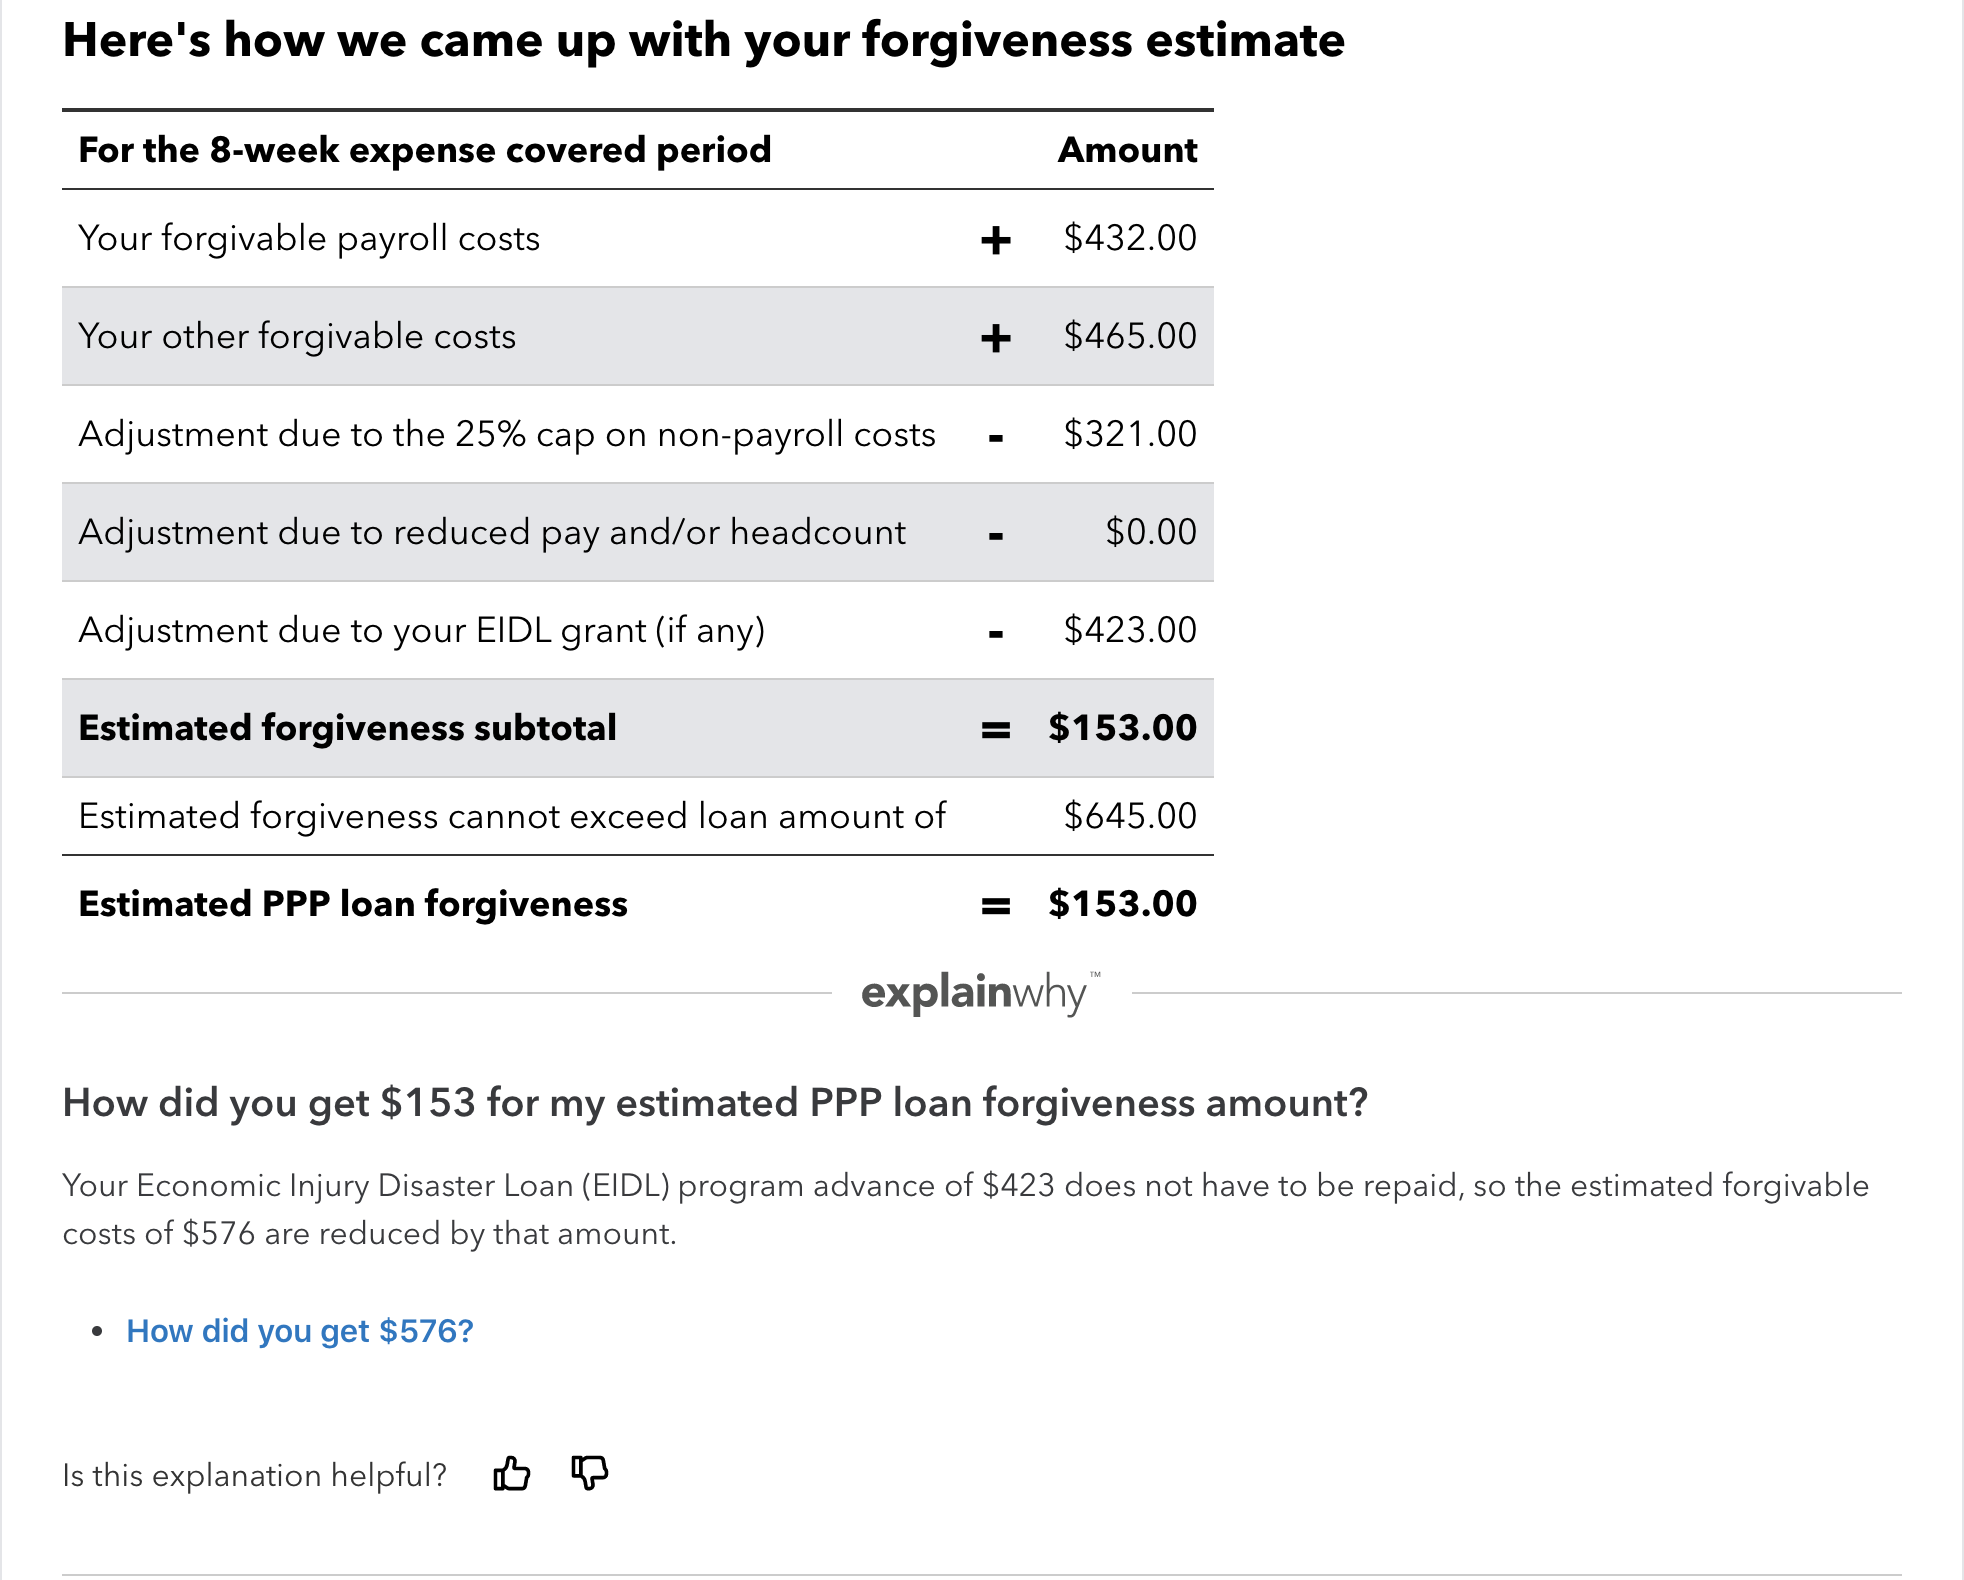 Here's how we came up with your forgiveness estimate
For the 8-week expense covered period Amount
Your forgivable payroll costs + $432.00
Your other forgivable costs + $465.00
Adjustment due to the 25% cap on non-payroll costs - $321.00
Adjustment due to reduced pay and/or headcount - $0.00
Adjustment due to your EIDL grant (if any) - $423.00
Estimated forgiveness subtotal = $153.00
Estimated forgiveness cannot exceed loan amount of $645.00
Estimated PPP loan forgiveness = $153.00
explainwhy™
How did you get $153 for my estimated PPP loan forgiveness amount?
Your Economic Injury Disaster Loan (EIDL) program advance of $423 does not have to be repaid, so the estimated forgivable
costs of $576 are reduced by that amount.
• How did you get $576?
Is this explanation helpful?